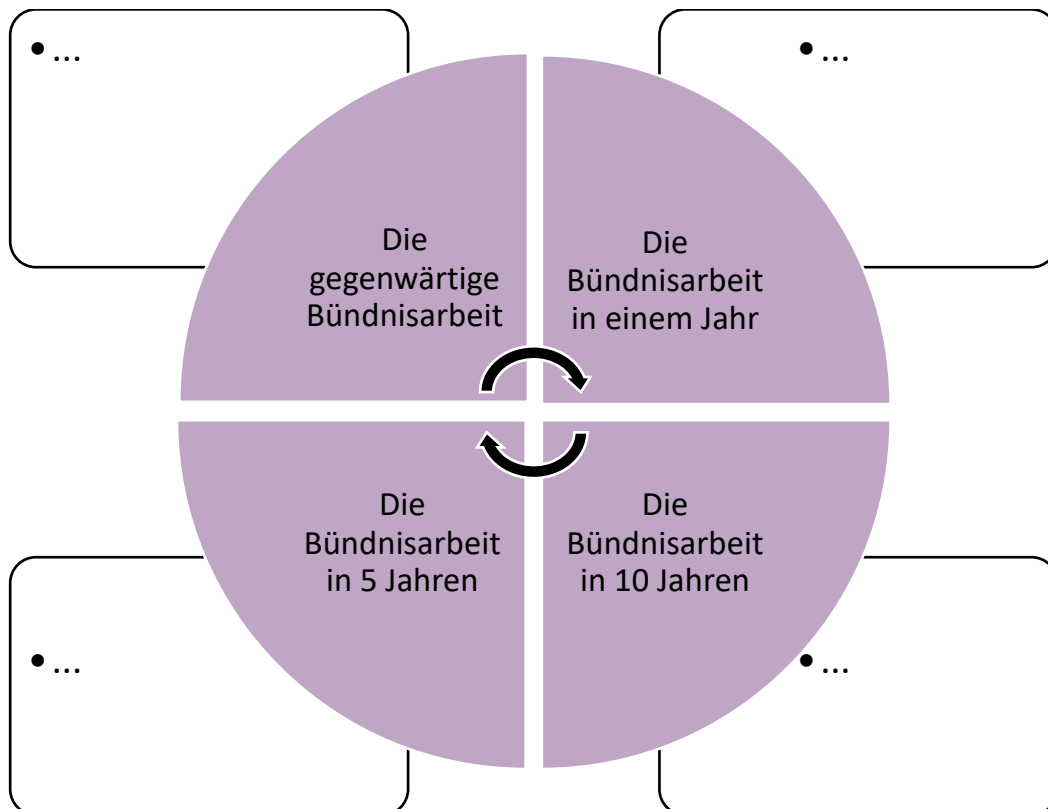 • ...
• ...
Die
gegenwärtige
Bündnisarbeit
Die
Bündnisarbeit
in einem Jahr
Die
Bündnisarbeit
in 5 Jahren
Die
Bündnisarbeit
in 10 Jahren
• ...
• ...